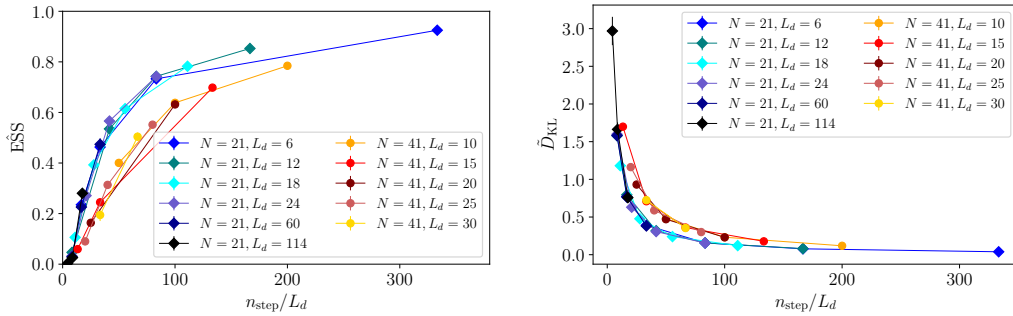 1.0
0.8
0.6
0.4
0.2
0.0
ÊSS
0
100
200
300
n_step/L_d
N = 21, L_d = 6
N = 21, L_d = 12
N = 21, L_d = 18
N = 21, L_d = 24
N = 21, L_d = 60
N = 21, L_d = 114
N = 41, L_d = 10
N = 41, L_d = 15
N = 41, L_d = 20
N = 41, L_d = 25
N = 41, L_d = 30
3.0
2.5
2.0
1.5
1.0
0.5
0.0
D̃_KL
0
100
200
300
n_step/L_d
N = 21, L_d = 6
N = 21, L_d = 12
N = 21, L_d = 18
N = 21, L_d = 24
N = 21, L_d = 60
N = 21, L_d = 114
N = 41, L_d = 10
N = 41, L_d = 15
N = 41, L_d = 20
N = 41, L_d = 25
N = 41, L_d = 30